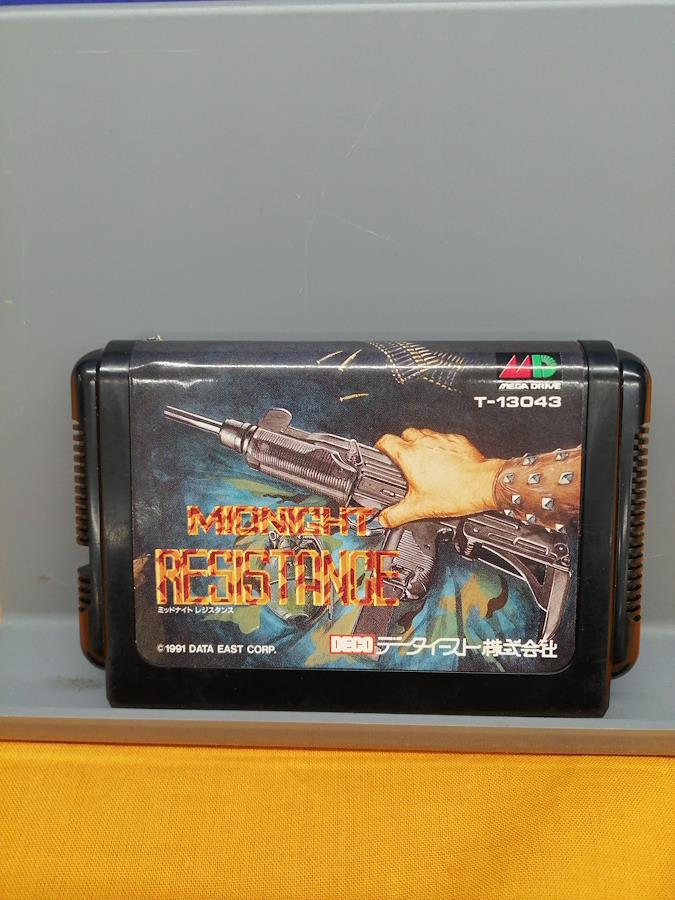 MD
MEGA DRIVE
T-13043
MIDNIGHT
RESISTANCE
ミッドナイト レジスタンス
©1991 DATA EAST CORP.
DECO データイースト株式会社